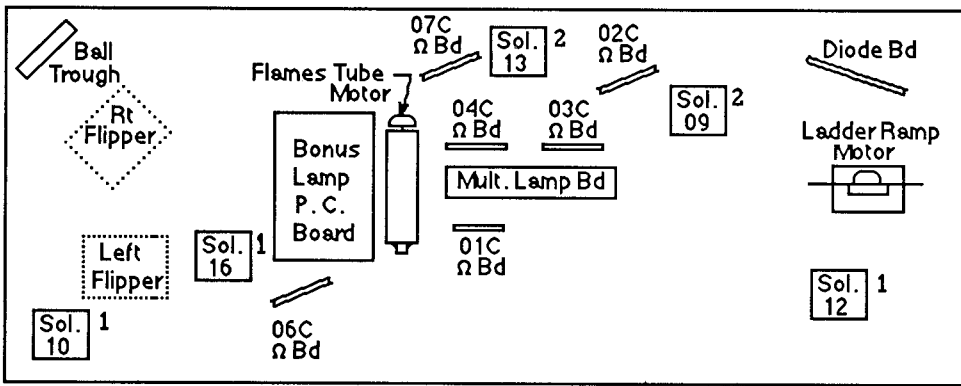 Ball
Trough
Rt
Flipper
Left
Flipper
Sol. 1
10
Sol. 1
16
06C
Ω Bd
Flames Tube
Motor
Bonus
Lamp
P. C.
Board
07C
Ω Bd
Sol. 2
13
04C
Ω Bd
03C
Ω Bd
02C
Ω Bd
Mult. Lamp Bd
01C
Ω Bd
Sol. 2
09
Diode Bd
Ladder Ramp
Motor
Sol. 1
12